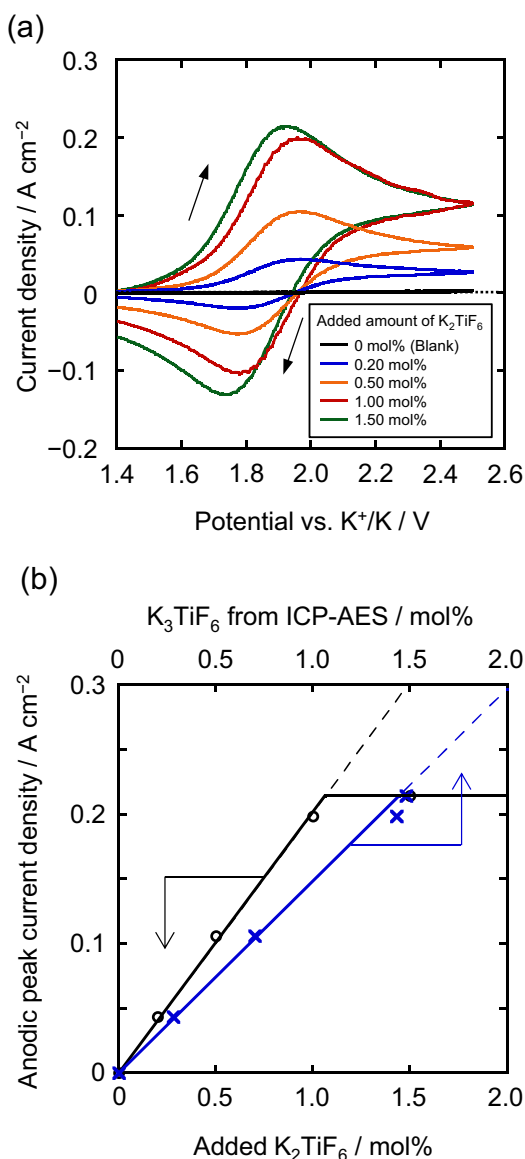 (a)
0.3
0.2
0.1
0
−0.1
−0.2
Current density / A cm⁻²
Added amount of K₂TiF₆
0 mol% (Blank)
0.20 mol%
0.50 mol%
1.00 mol%
1.50 mol%
1.4 1.6 1.8 2.0 2.2 2.4 2.6
Potential vs. K⁺/K / V
(b)
K₃TiF₆ from ICP-AES / mol%
0 0.5 1.0 1.5 2.0
0.3
0.2
0.1
0
Anodic peak current density / A cm⁻²
0 0.5 1.0 1.5 2.0
Added K₂TiF₆ / mol%